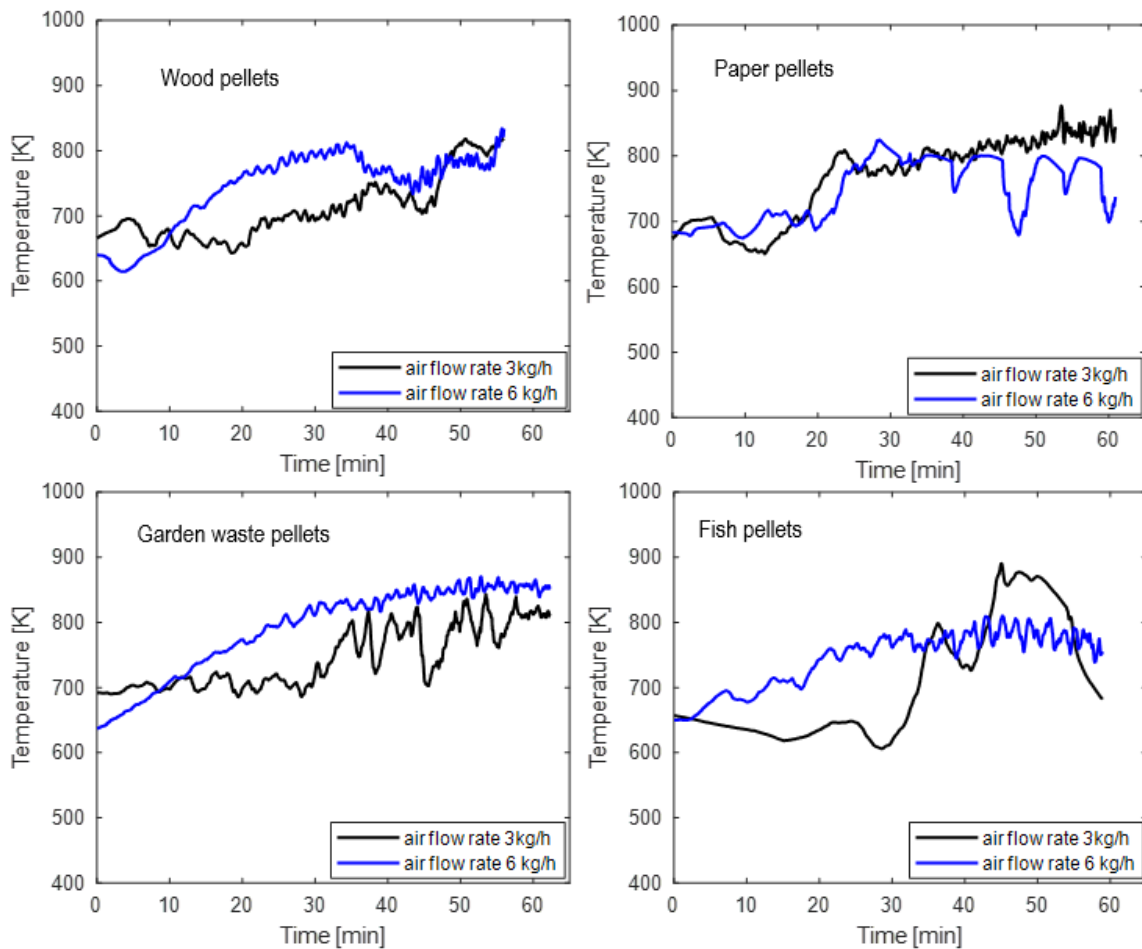 Wood pellets
Temperature [K]
1000
900
800
700
600
500
400
0 10 20 30 40 50 60
Time [min]
air flow rate 3kg/h
air flow rate 6 kg/h
Paper pellets
Temperature [K]
1000
900
800
700
600
500
400
0 10 20 30 40 50 60
Time [min]
air flow rate 3kg/h
air flow rate 6 kg/h
Garden waste pellets
Temperature [K]
1000
900
800
700
600
500
400
0 10 20 30 40 50 60
Time [min]
air flow rate 3kg/h
air flow rate 6 kg/h
Fish pellets
Temperature [K]
1000
900
800
700
600
500
400
0 10 20 30 40 50 60
Time [min]
air flow rate 3kg/h
air flow rate 6 kg/h